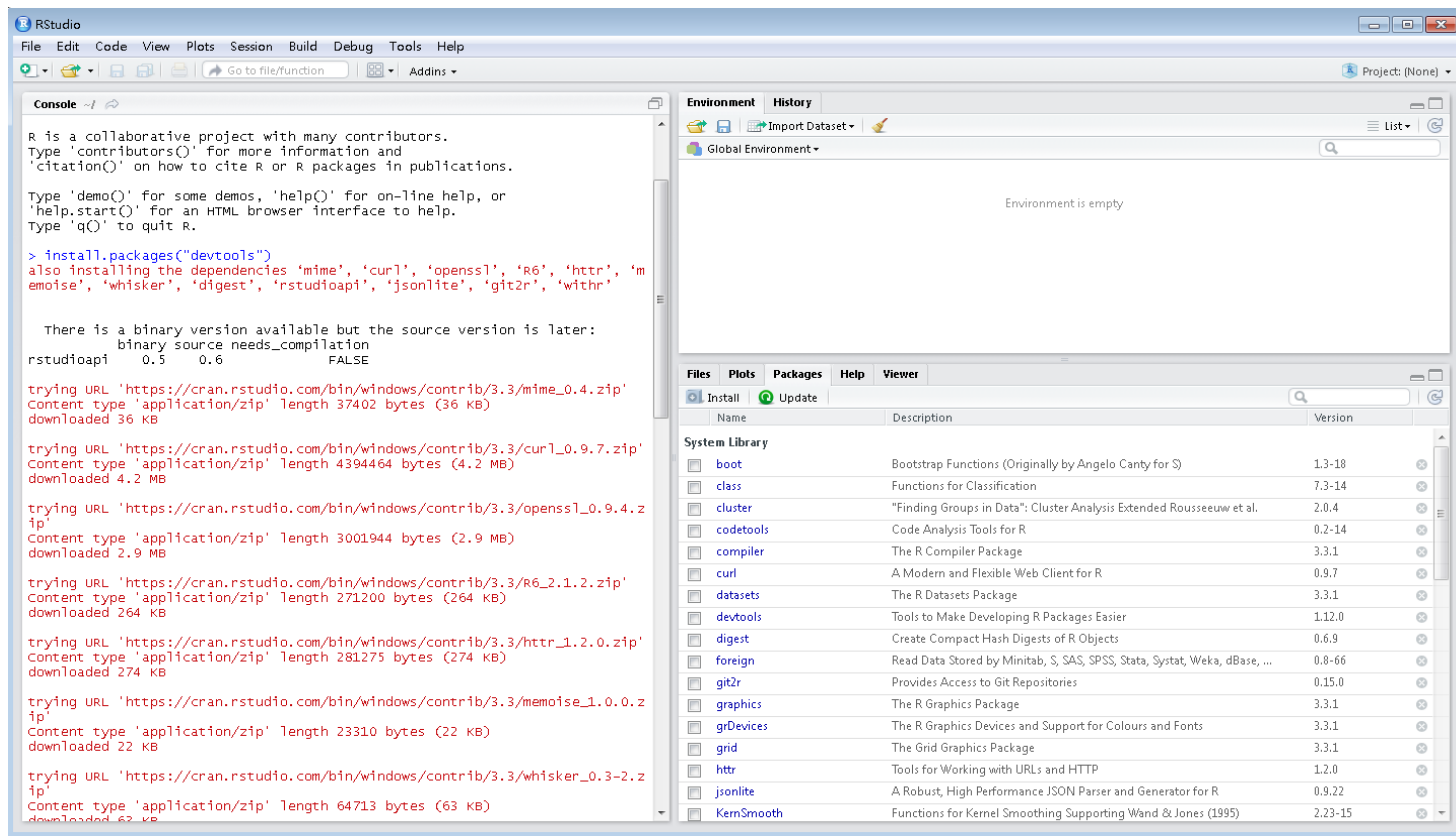 RStudio
File Edit Code View Plots Session Build Debug Tools Help
Go to file/function Addins Project: (None)
Console ~/
R is a collaborative project with many contributors.
Type 'contributors()' for more information and
'citation()' on how to cite R or R packages in publications.
Type 'demo()' for some demos, 'help()' for on-line help, or
'help.start()' for an HTML browser interface to help.
Type 'q()' to quit R.
> install.packages("devtools")
also installing the dependencies ‘mime’, ‘curl’, ‘openssl’, ‘R6’, ‘httr’, ‘m
emoise’, ‘whisker’, ‘digest’, ‘rstudioapi’, ‘jsonlite’, ‘git2r’, ‘withr’
There is a binary version available but the source version is later:
binary source needs_compilation
rstudioapi 0.5 0.6 FALSE
trying URL 'https://cran.rstudio.com/bin/windows/contrib/3.3/mime_0.4.zip'
Content type 'application/zip' length 37402 bytes (36 KB)
downloaded 36 KB
trying URL 'https://cran.rstudio.com/bin/windows/contrib/3.3/curl_0.9.7.zip'
Content type 'application/zip' length 4394464 bytes (4.2 MB)
downloaded 4.2 MB
trying URL 'https://cran.rstudio.com/bin/windows/contrib/3.3/openssl_0.9.4.z
ip'
Content type 'application/zip' length 3001944 bytes (2.9 MB)
downloaded 2.9 MB
trying URL 'https://cran.rstudio.com/bin/windows/contrib/3.3/R6_2.1.2.zip'
Content type 'application/zip' length 271200 bytes (264 KB)
downloaded 264 KB
trying URL 'https://cran.rstudio.com/bin/windows/contrib/3.3/httr_1.2.0.zip'
Content type 'application/zip' length 281275 bytes (274 KB)
downloaded 274 KB
trying URL 'https://cran.rstudio.com/bin/windows/contrib/3.3/memoise_1.0.0.z
ip'
Content type 'application/zip' length 23310 bytes (22 KB)
downloaded 22 KB
trying URL 'https://cran.rstudio.com/bin/windows/contrib/3.3/whisker_0.3-2.z
ip'
Content type 'application/zip' length 64713 bytes (63 KB)
downloaded 63 KB
Environment History
Import Dataset List
Global Environment
Environment is empty
Files Plots Packages Help Viewer
Install Update
Name Description Version
System Library
boot Bootstrap Functions (Originally by Angelo Canty for S) 1.3-18
class Functions for Classification 7.3-14
cluster "Finding Groups in Data": Cluster Analysis Extended Rousseeuw et al. 2.0.4
codetools Code Analysis Tools for R 0.2-14
compiler The R Compiler Package 3.3.1
curl A Modern and Flexible Web Client for R 0.9.7
datasets The R Datasets Package 3.3.1
devtools Tools to Make Developing R Packages Easier 1.12.0
digest Create Compact Hash Digests of R Objects 0.6.9
foreign Read Data Stored by Minitab, S, SAS, SPSS, Stata, Systat, Weka, dBase, ... 0.8-66
git2r Provides Access to Git Repositories 0.15.0
graphics The R Graphics Package 3.3.1
grDevices The R Graphics Devices and Support for Colours and Fonts 3.3.1
grid The Grid Graphics Package 3.3.1
httr Tools for Working with URLs and HTTP 1.2.0
jsonlite A Robust, High Performance JSON Parser and Generator for R 0.9.22
KernSmooth Functions for Kernel Smoothing Supporting Wand & Jones (1995) 2.23-15